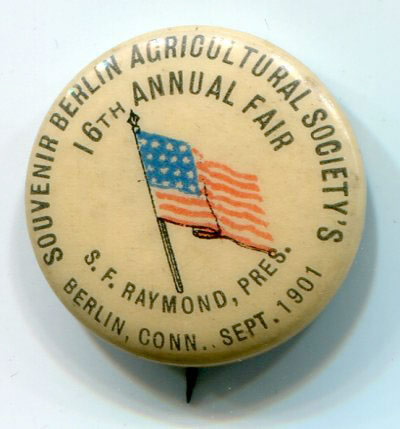 SOUVENIR BERLIN AGRICULTURAL SOCIETY'S
16TH ANNUAL FAIR
S. F. RAYMOND, PRES.
BERLIN, CONN., SEPT. 1901